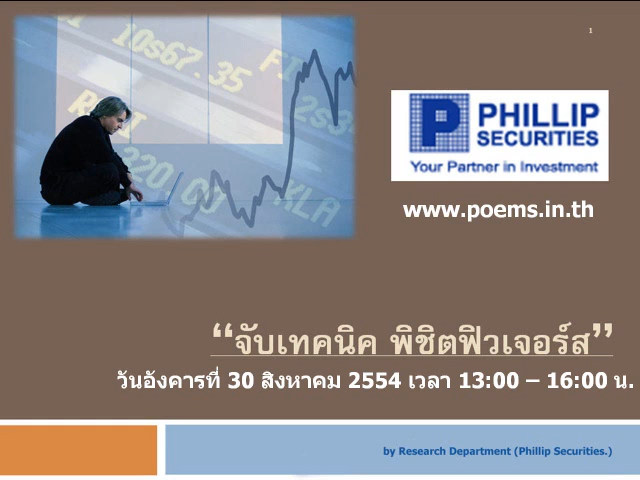 1
10s67.35
PHILLIP
SECURITIES
Your Partner in Investment
www.poems.in.th
“จับเทคนิค พิชิตฟิวเจอร์ส”
วันอังคารที่ 30 สิงหาคม 2554 เวลา 13:00 – 16:00 น.
by Research Department (Phillip Securities.)